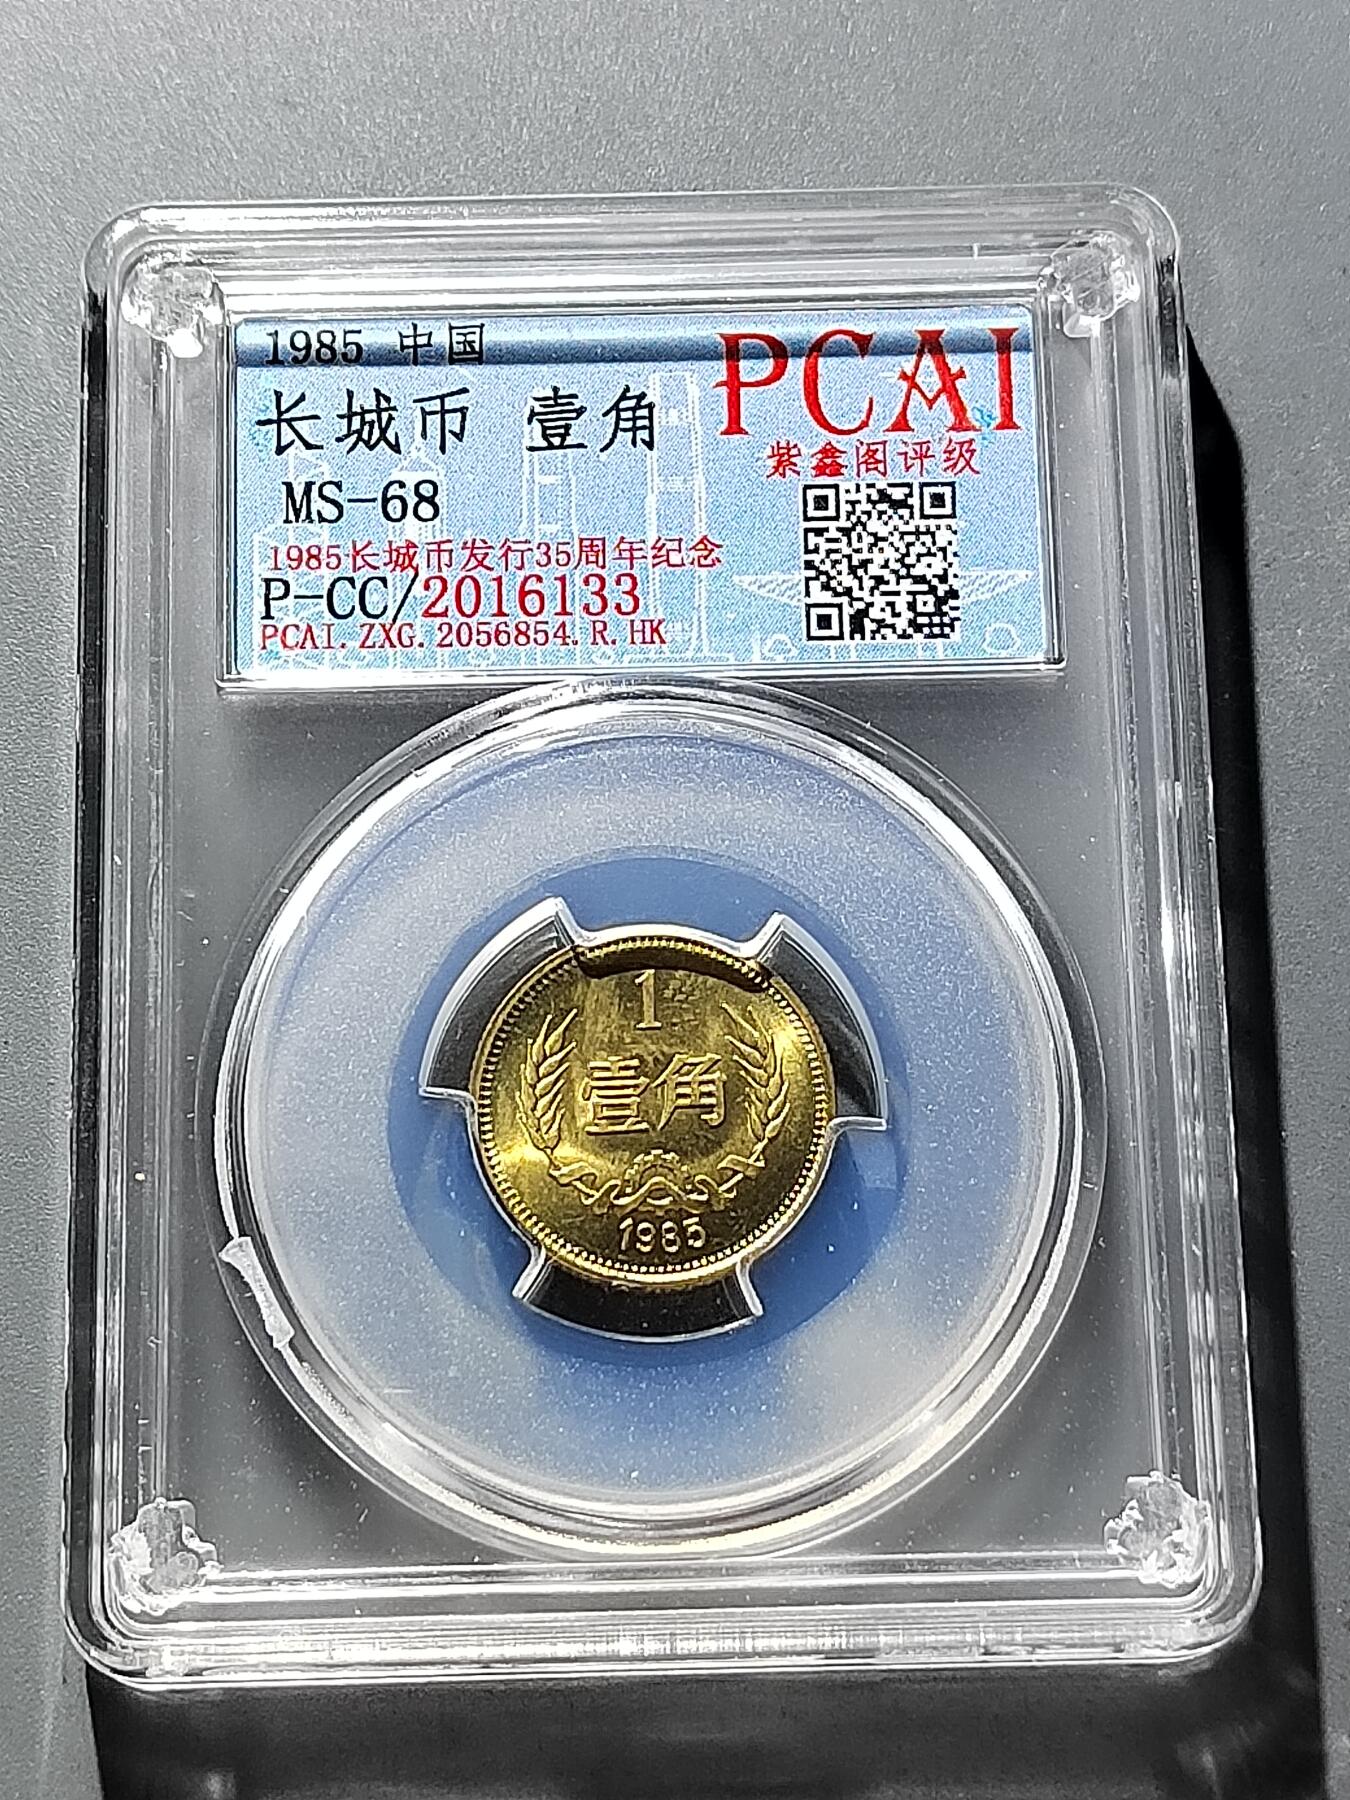 1985 中国
长城币 壹角
PCAI
紫鑫阁评级
MS-68
1985长城币发行35周年纪念
P-CC/2016133
PCAI.ZXG.2056854.R.HK
1
壹角
1985